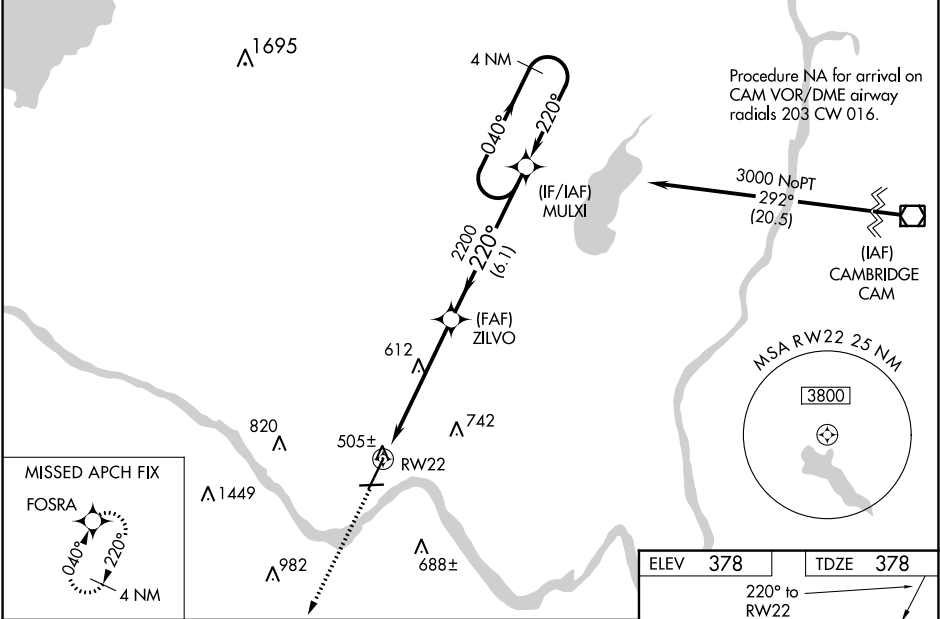 1695
4 NM
040°
220°
(IF/IAF)
MULXI
Procedure NA for arrival on
CAM VOR/DME airway
radials 203 CW 016.
3000 NoPT
292°
(20.5)
(IAF)
CAMBRIDGE
CAM
2200
220°
(6.1)
(FAF)
ZILVO
612
742
820
505±
RW22
1449
982
688±
MSA RW22 25 NM
3800
MISSED APCH FIX
FOSRA
040°
220°
4 NM
ELEV 378
TDZE 378
220° to
RW22